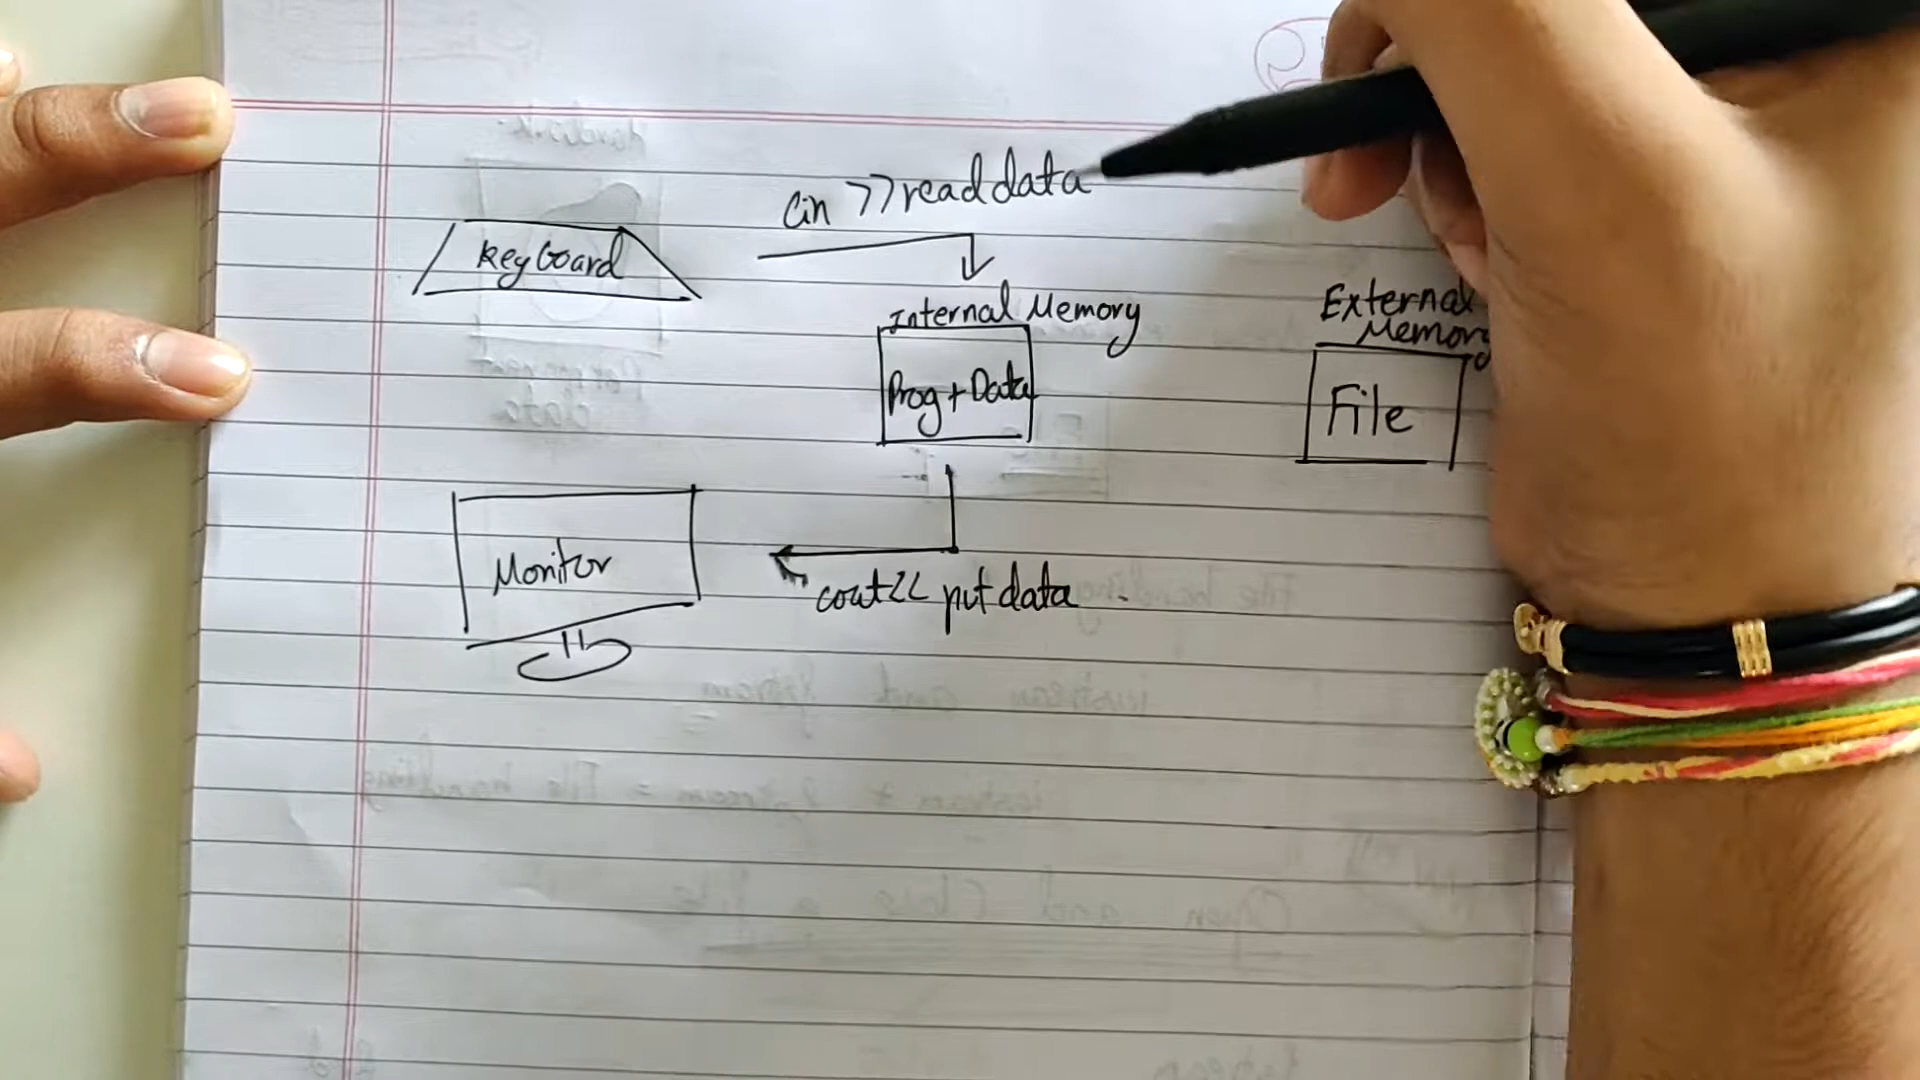 cin >> read data
keyboard
Internal Memory
Prog + Data
External
Memory
File
Monitor
cout << put data